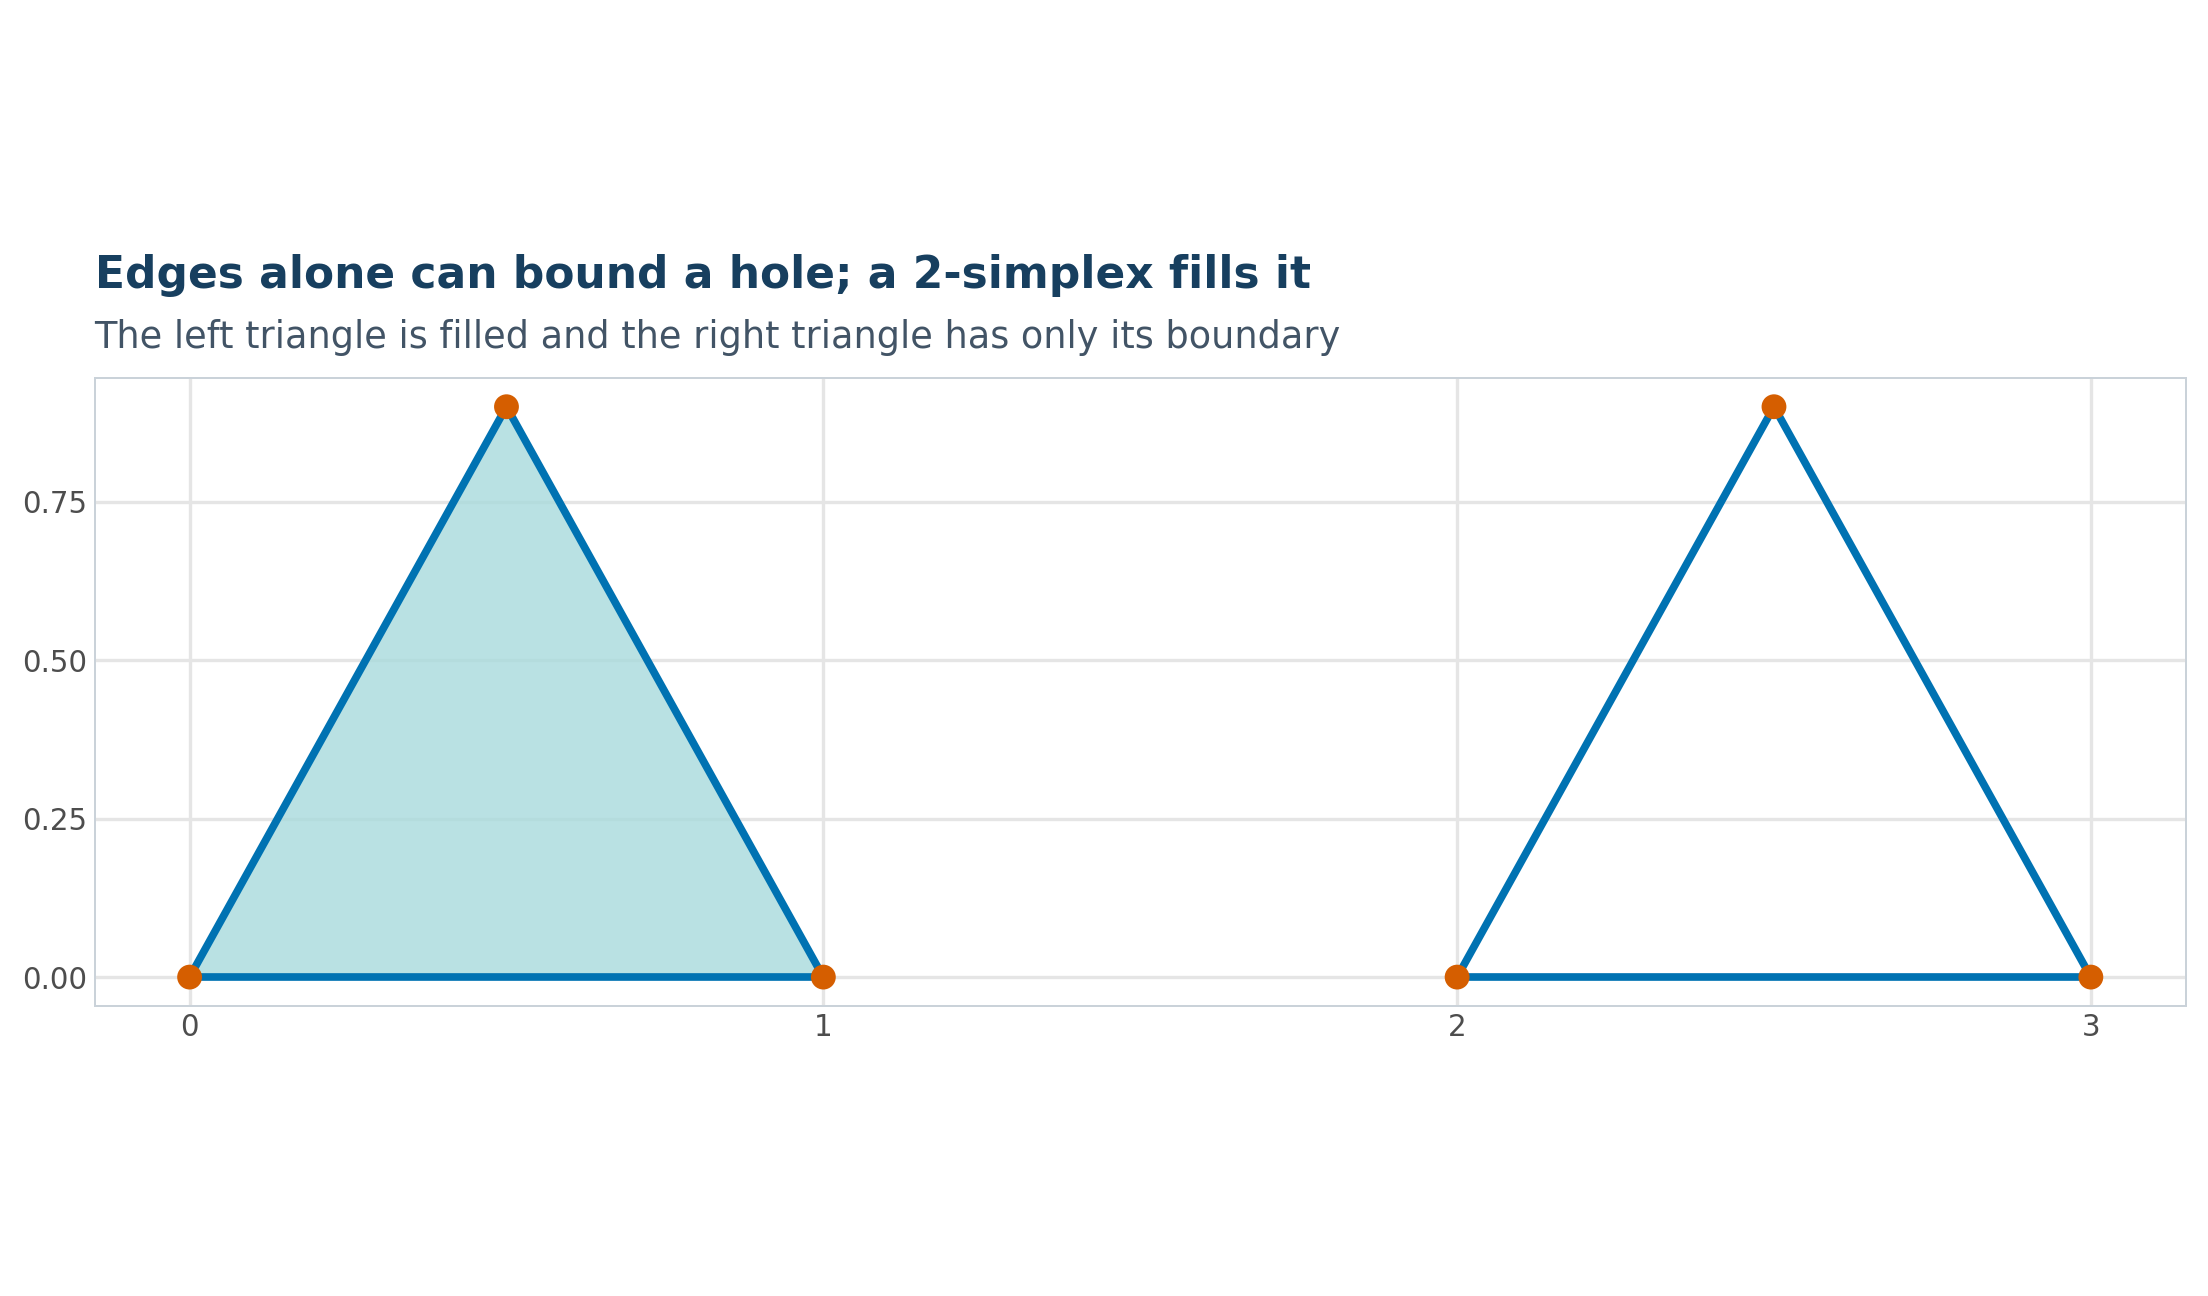 Edges alone can bound a hole; a 2-simplex fills it
The left triangle is filled and the right triangle has only its boundary
0.75
0.50
0.25
0.00
0 1 2 3